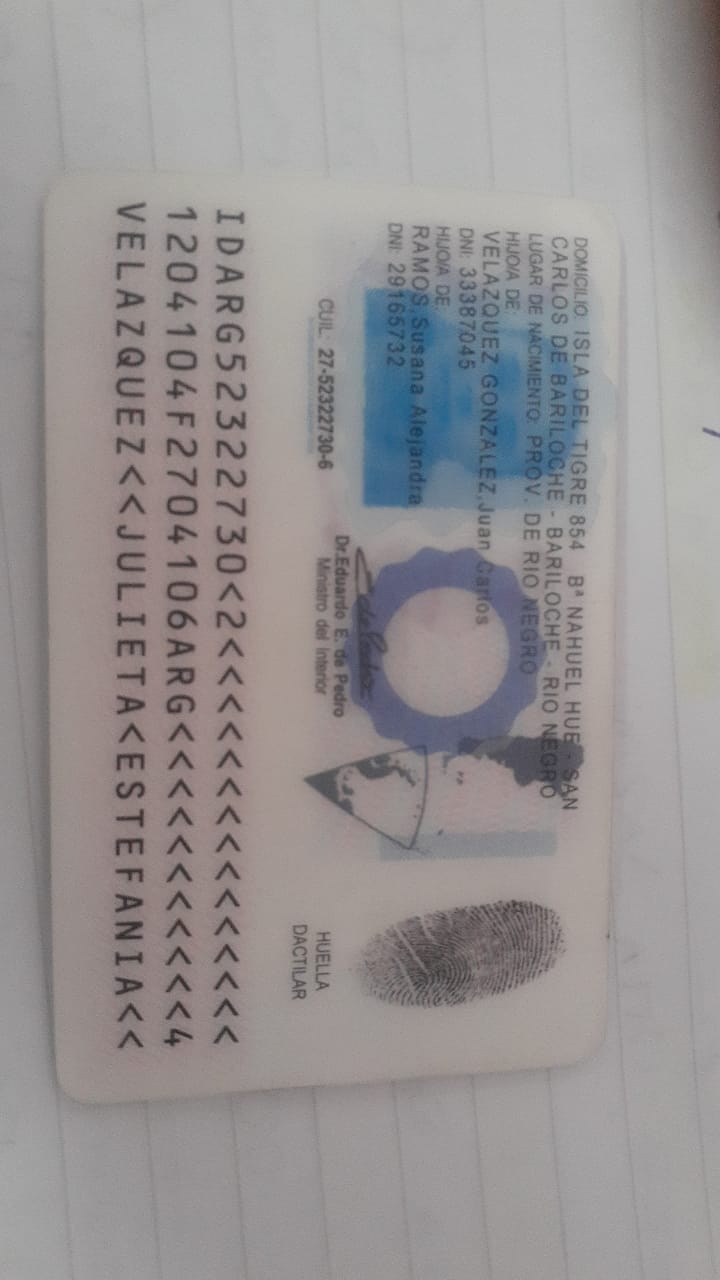 DOMICILIO: ISLA DEL TIGRE 854 Bª NAHUEL HUE - SAN
CARLOS DE BARILOCHE - BARILOCHE - RIO NEGRO
LUGAR DE NACIMIENTO: PROV. DE RIO NEGRO
HIJO/A DE:
VELAZQUEZ GONZALEZ,Juan Carlos
DNI: 33387045
HIJO/A DE:
RAMOS,Susana Alejandra
DNI: 29165732
CUIL: 27-52322730-6
Dr.Eduardo E. de Pedro
Ministro del Interior
HUELLA
DACTILAR
IDARG52322730<2<<<<<<<<<<<<<<<
1204104F2704106ARG<<<<<<<<<<<4
VELAZQUEZ<<JULIETA<ESTEFANIA<<